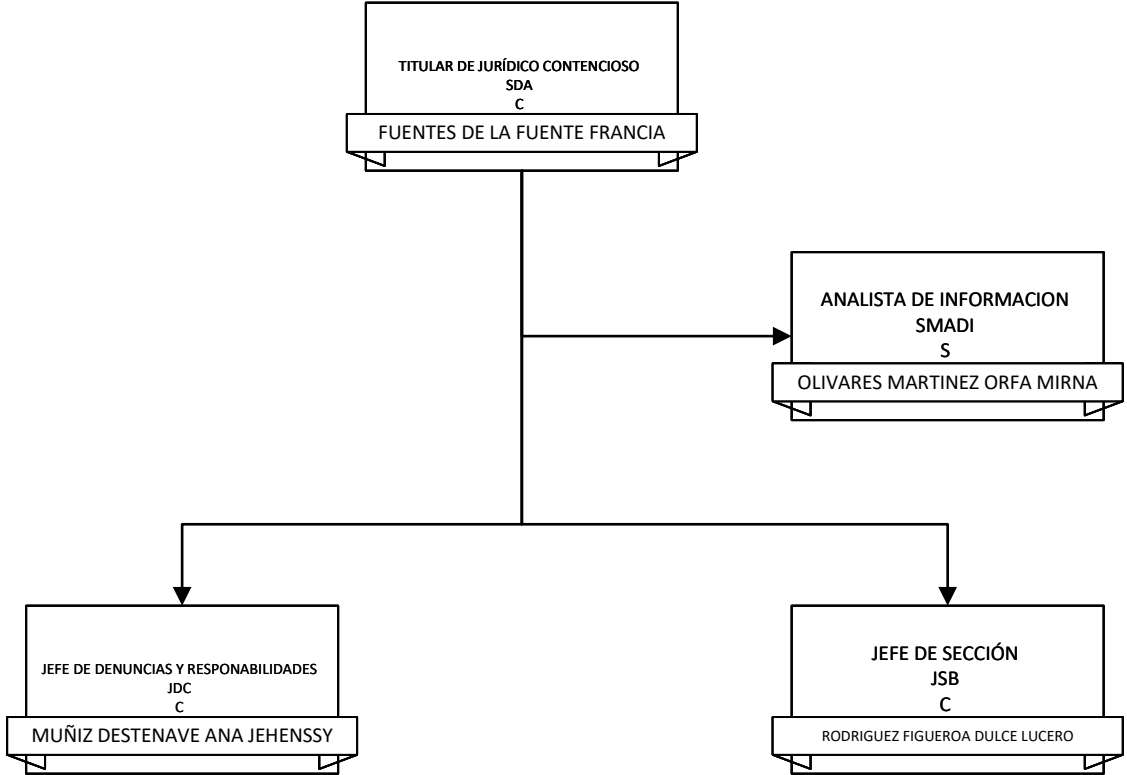 TITULAR DE JURÍDICO CONTENCIOSO
SDA
C
FUENTES DE LA FUENTE FRANCIA
ANALISTA DE INFORMACION
SMADI
S
OLIVARES MARTINEZ ORFA MIRNA
JEFE DE DENUNCIAS Y RESPONABILIDADES
JDC
C
MUÑIZ DESTENAVE ANA JEHENSSY
JEFE DE SECCIÓN
JSB
C
RODRIGUEZ FIGUEROA DULCE LUCERO